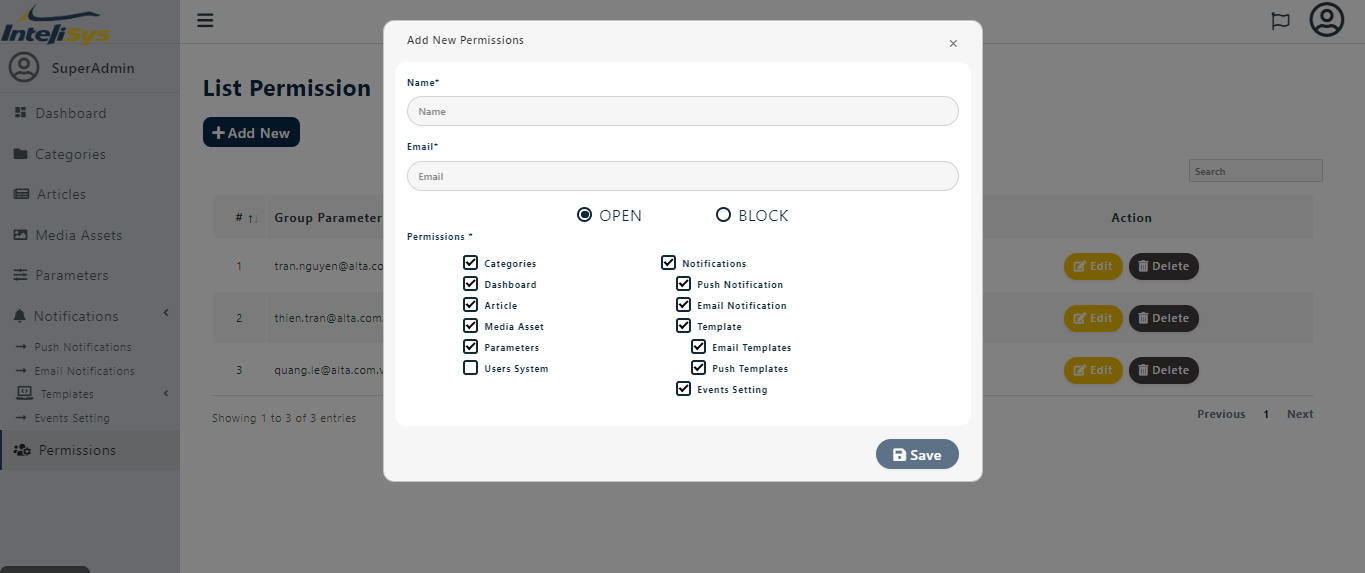 InteliSys
SuperAdmin
Dashboard
Categories
Articles
Media Assets
Parameters
Notifications
Push Notifications
Email Notifications
Templates
Events Setting
Permissions
List Permission
Add New
Search
# Group Parameter Action
1 tran.nguyen@alta.co Edit Delete
2 thien.tran@alta.com. Edit Delete
3 quang.le@alta.com.v Edit Delete
Showing 1 to 3 of 3 entries
Previous 1 Next
Add New Permissions
×
Name*
Name
Email*
Email
OPEN BLOCK
Permissions *
Categories
Dashboard
Article
Media Asset
Parameters
Users System
Notifications
Push Notification
Email Notification
Template
Email Templates
Push Templates
Events Setting
Save